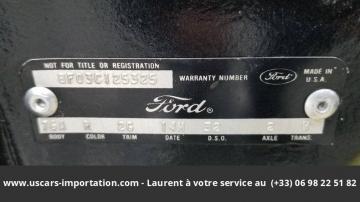 NOT FOR TITLE OR REGISTRATION
8F03C125325
WARRANTY NUMBER
Ford
MADE IN
U.S.A.
Ford®
BODY COLOR TRIM DATE D.S.O. AXLE TRANS.
www.uscars-importation.com - Laurent à votre service au (+33) 06 98 22 51 82